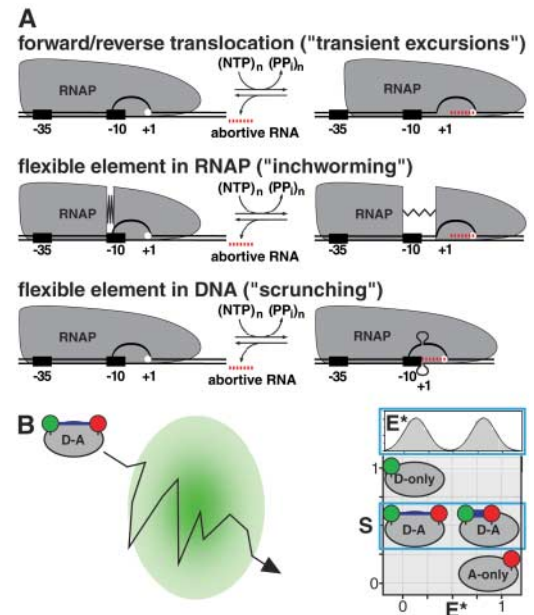 A
forward/reverse translocation ("transient excursions")
(NTP)n (PPi)n
RNAP
RNAP
abortive RNA
-35 -10 +1
-35 -10 +1
flexible element in RNAP ("inchworming")
(NTP)n (PPi)n
RNAP
RNAP
abortive RNA
-35 -10 +1
-35 -10 +1
flexible element in DNA ("scrunching")
(NTP)n (PPi)n
RNAP
RNAP
abortive RNA
-35 -10 +1
-35 -10
+1
B
D-A
E*
1
D-only
S
D-A
D-A
A-only
0
0 E* 1